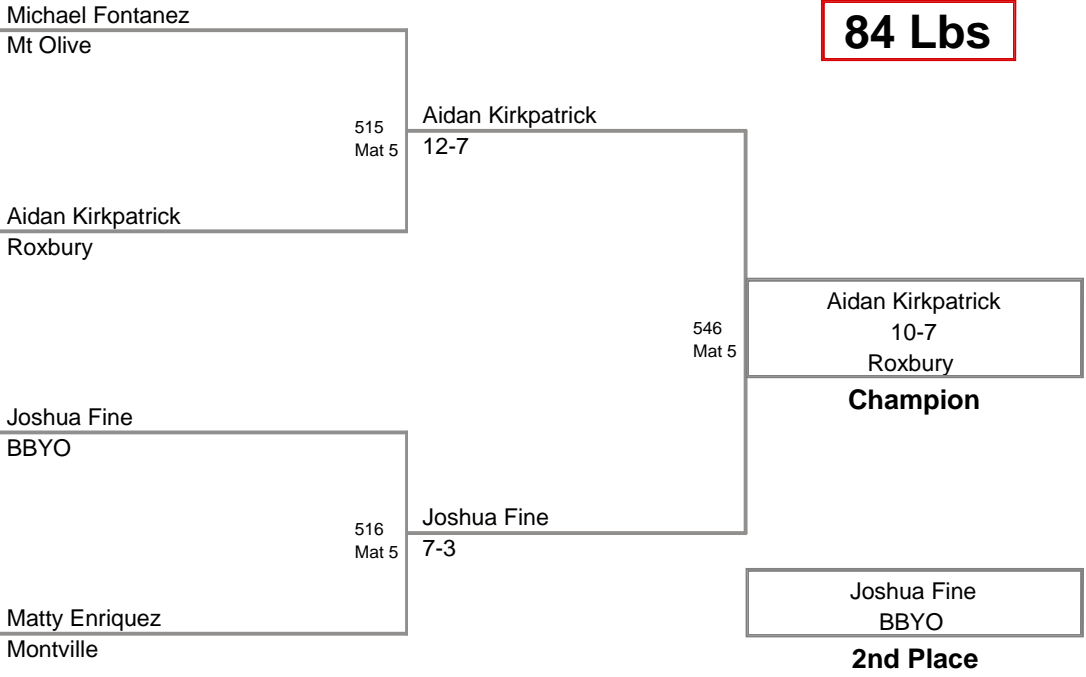 Michael Fontanez
Mt Olive
84 Lbs
515
Mat 5
Aidan Kirkpatrick
12-7
Aidan Kirkpatrick
Roxbury
546
Mat 5
Aidan Kirkpatrick
10-7
Roxbury
Champion
Joshua Fine
BBYO
516
Mat 5
Joshua Fine
7-3
Matty Enriquez
Montville
Joshua Fine
BBYO
2nd Place